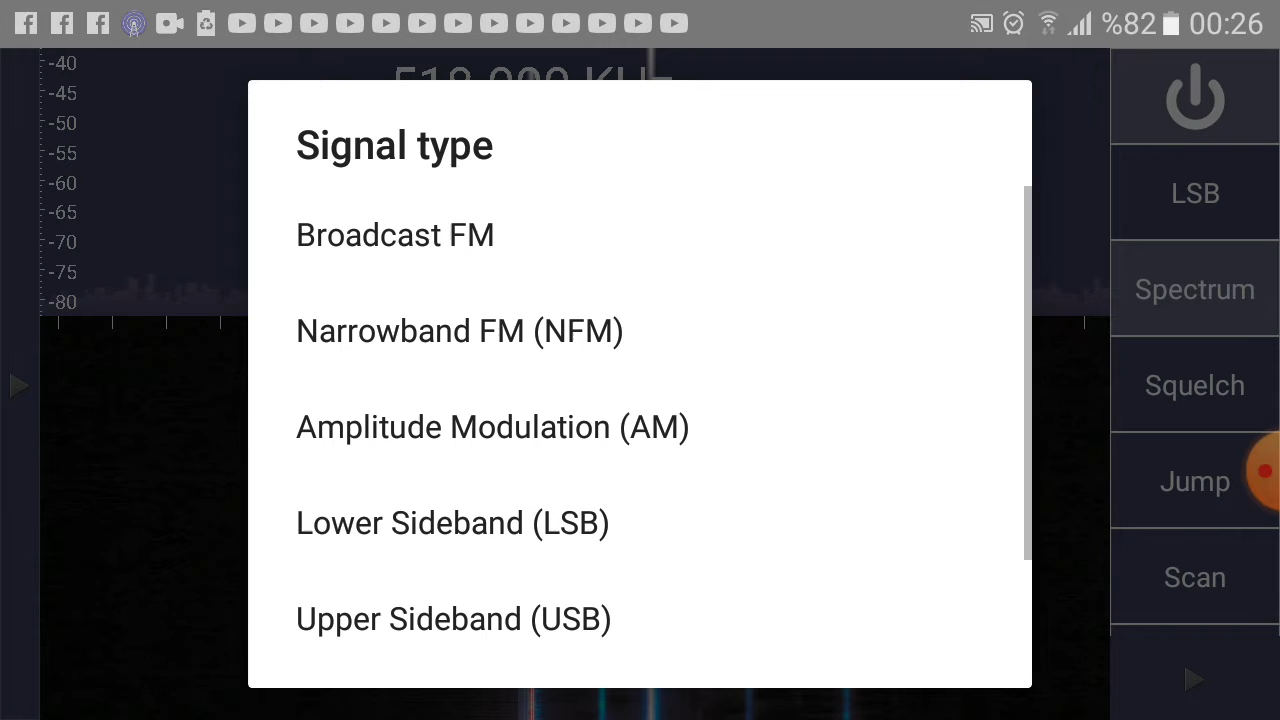 %82 00:26
-40
-45
-50
-55
-60
-65
-70
-75
-80
Signal type
Broadcast FM
Narrowband FM (NFM)
Amplitude Modulation (AM)
Lower Sideband (LSB)
Upper Sideband (USB)
LSB
Spectrum
Squelch
Jump
Scan